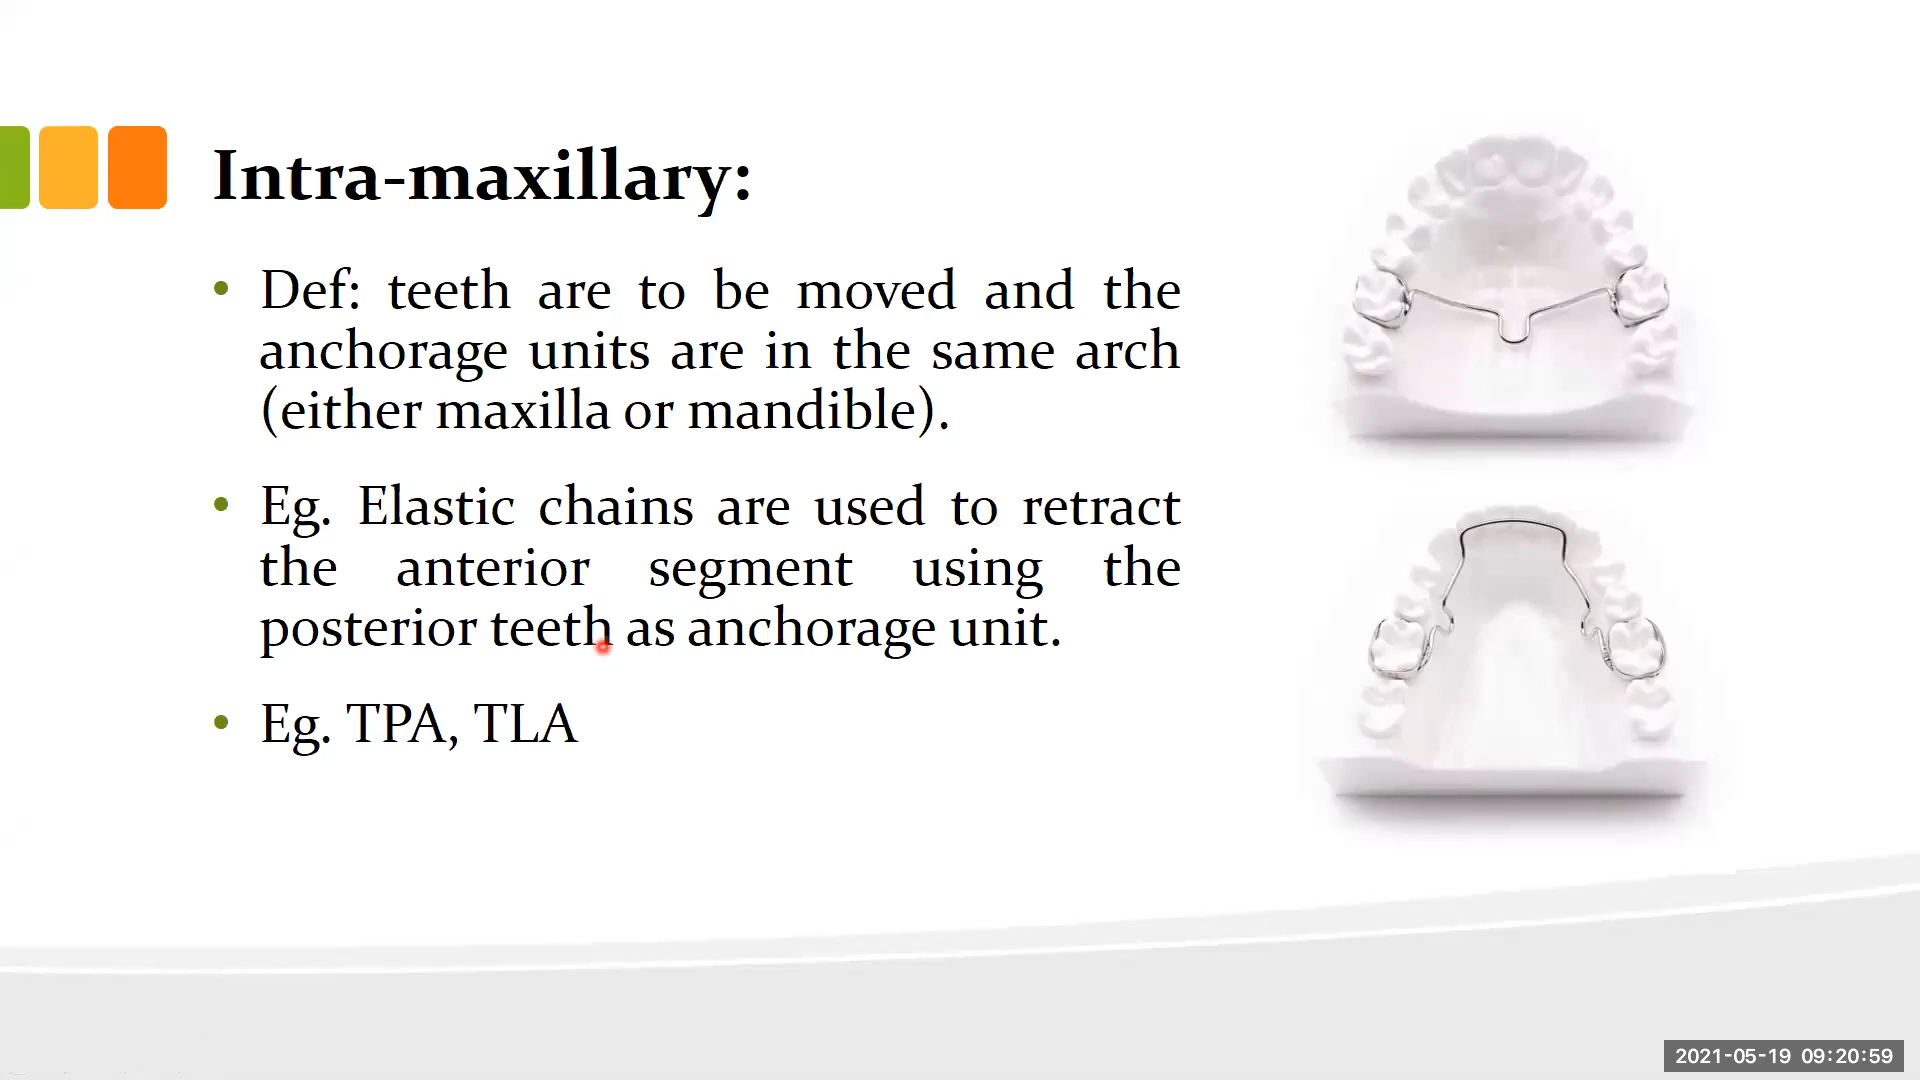 Intra-maxillary:
• Def: teeth are to be moved and the
anchorage units are in the same arch
(either maxilla or mandible).
• Eg. Elastic chains are used to retract
the anterior segment using the
posterior teeth as anchorage unit.
• Eg. TPA, TLA
2021-05-19 09:20:59